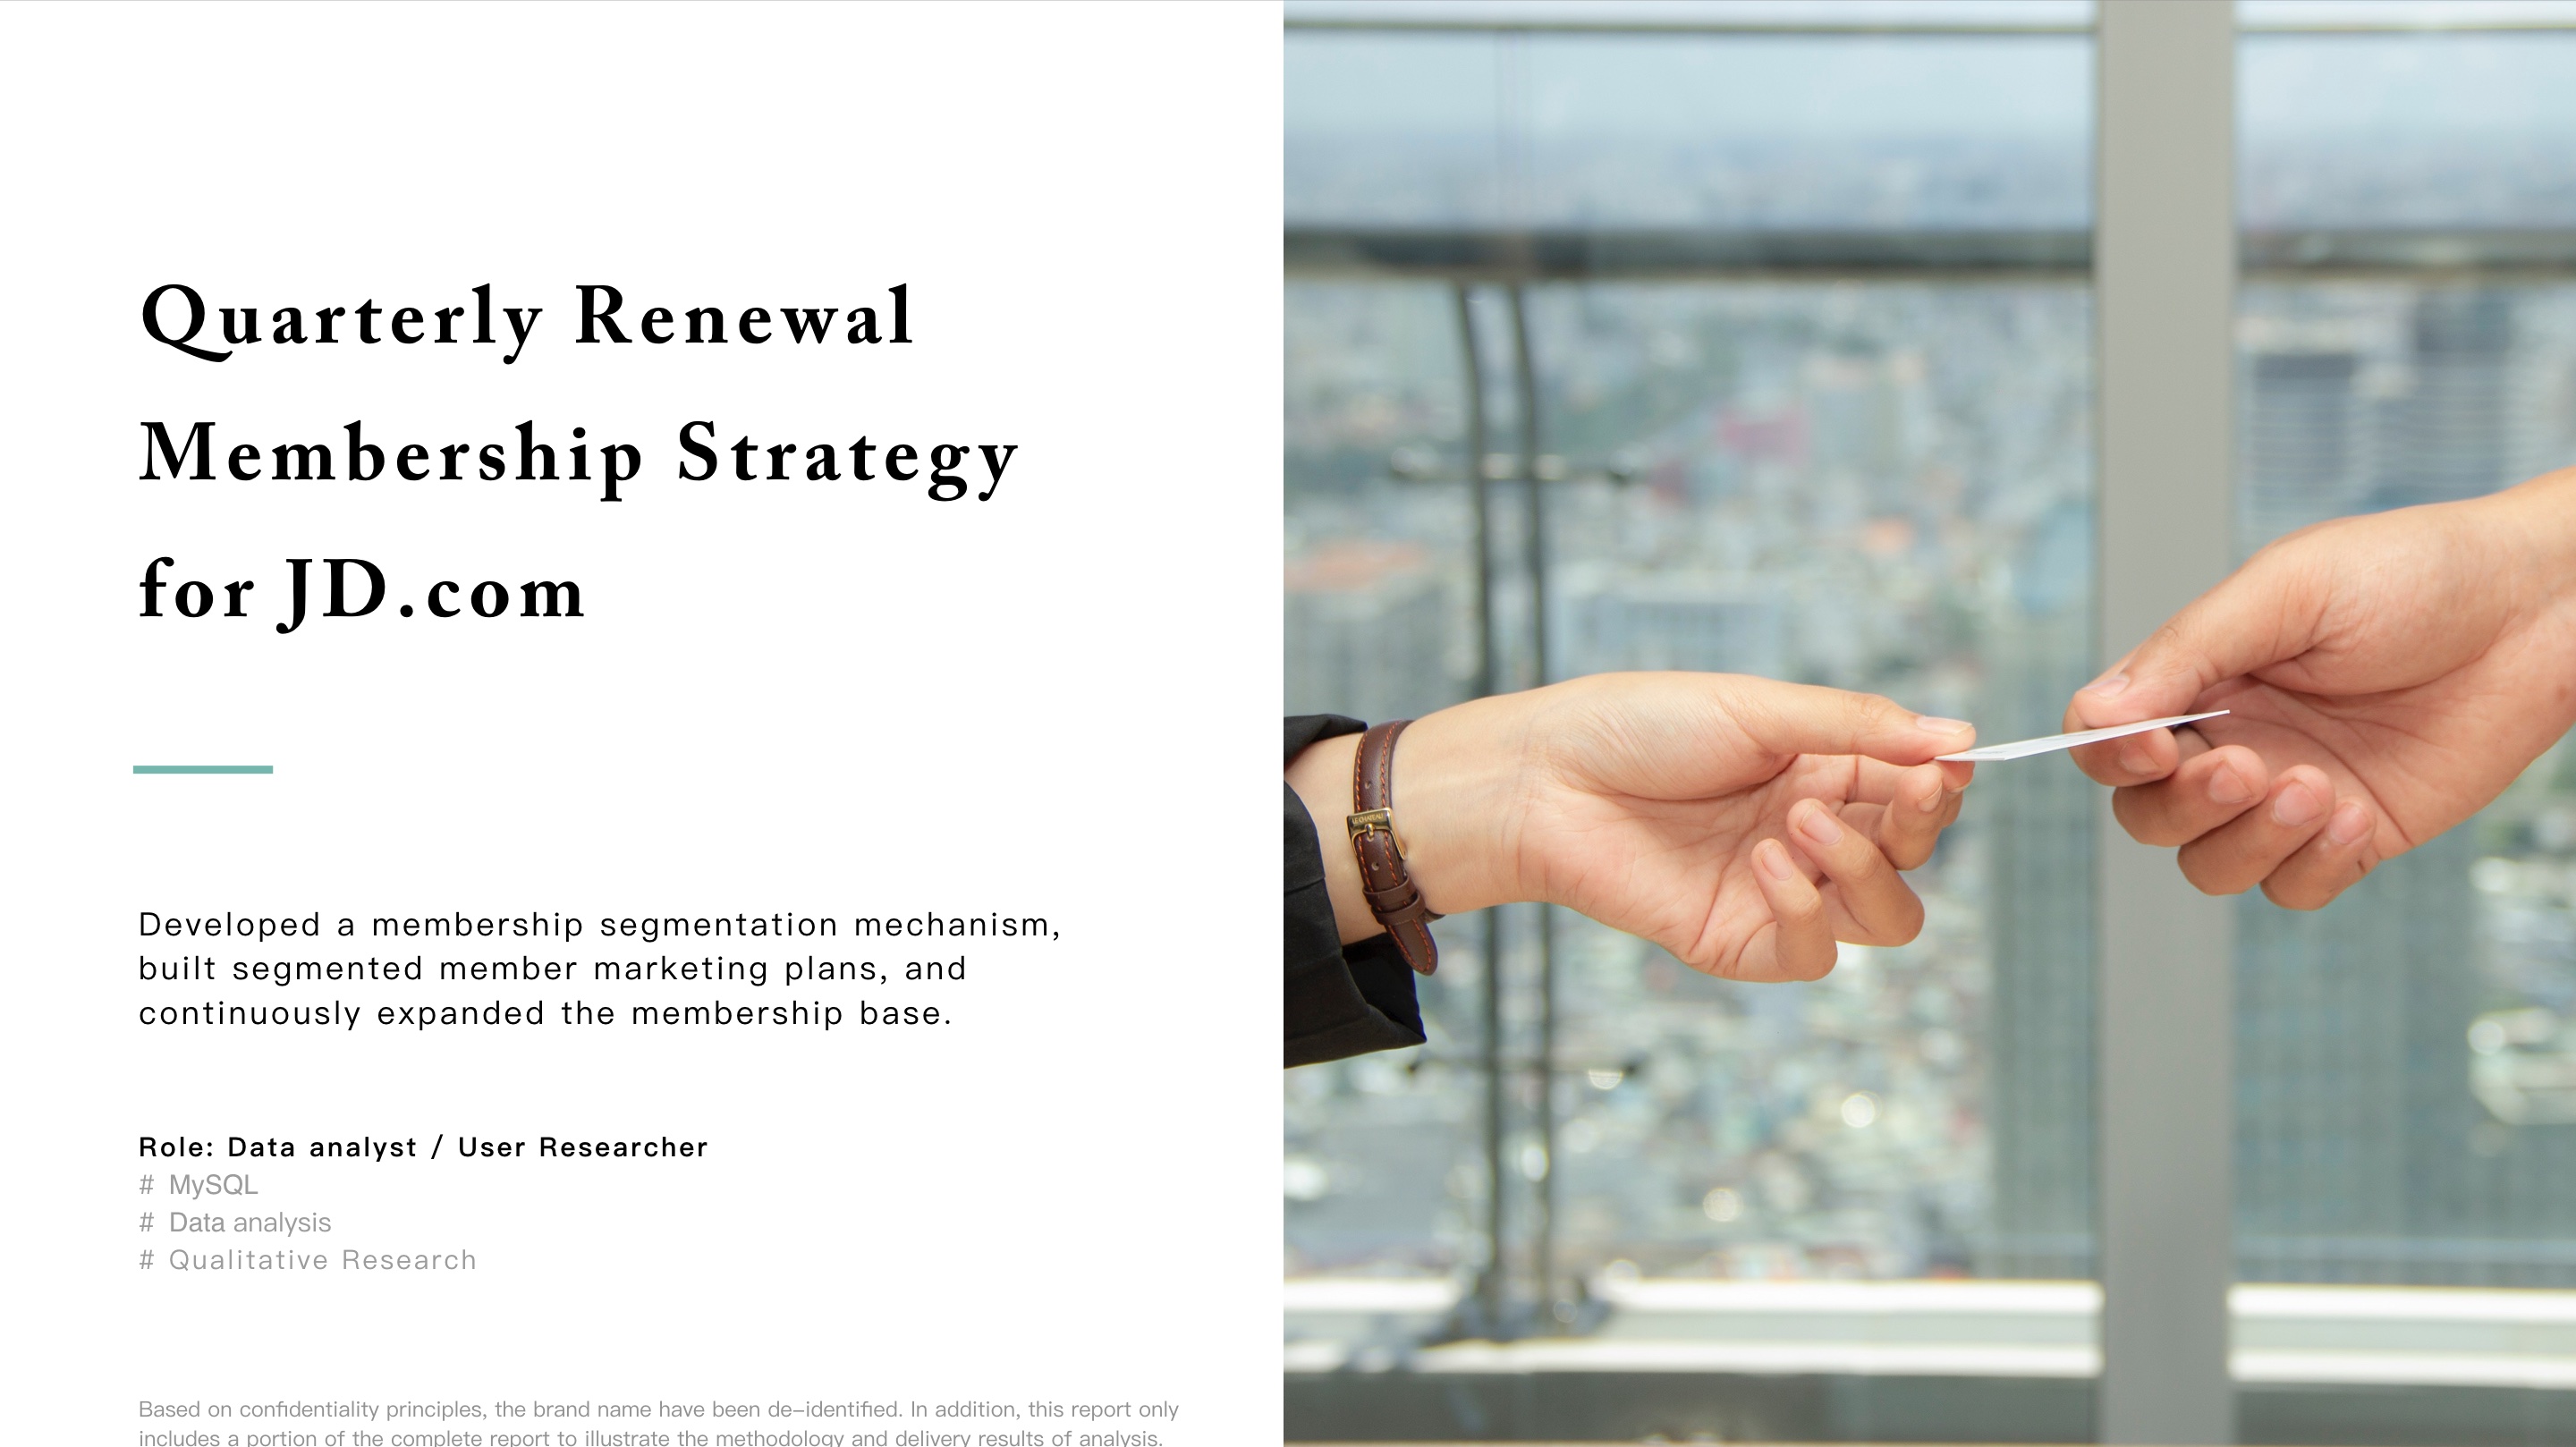 Quarterly Renewal
Membership Strategy
for JD.com
Developed a membership segmentation mechanism,
built segmented member marketing plans, and
continuously expanded the membership base.
Role: Data analyst / User Researcher
# MySQL
# Data analysis
# Qualitative Research
Based on confidentiality principles, the brand name have been de-identified. In addition, this report only
includes a portion of the complete report to illustrate the methodology and delivery results of analysis.